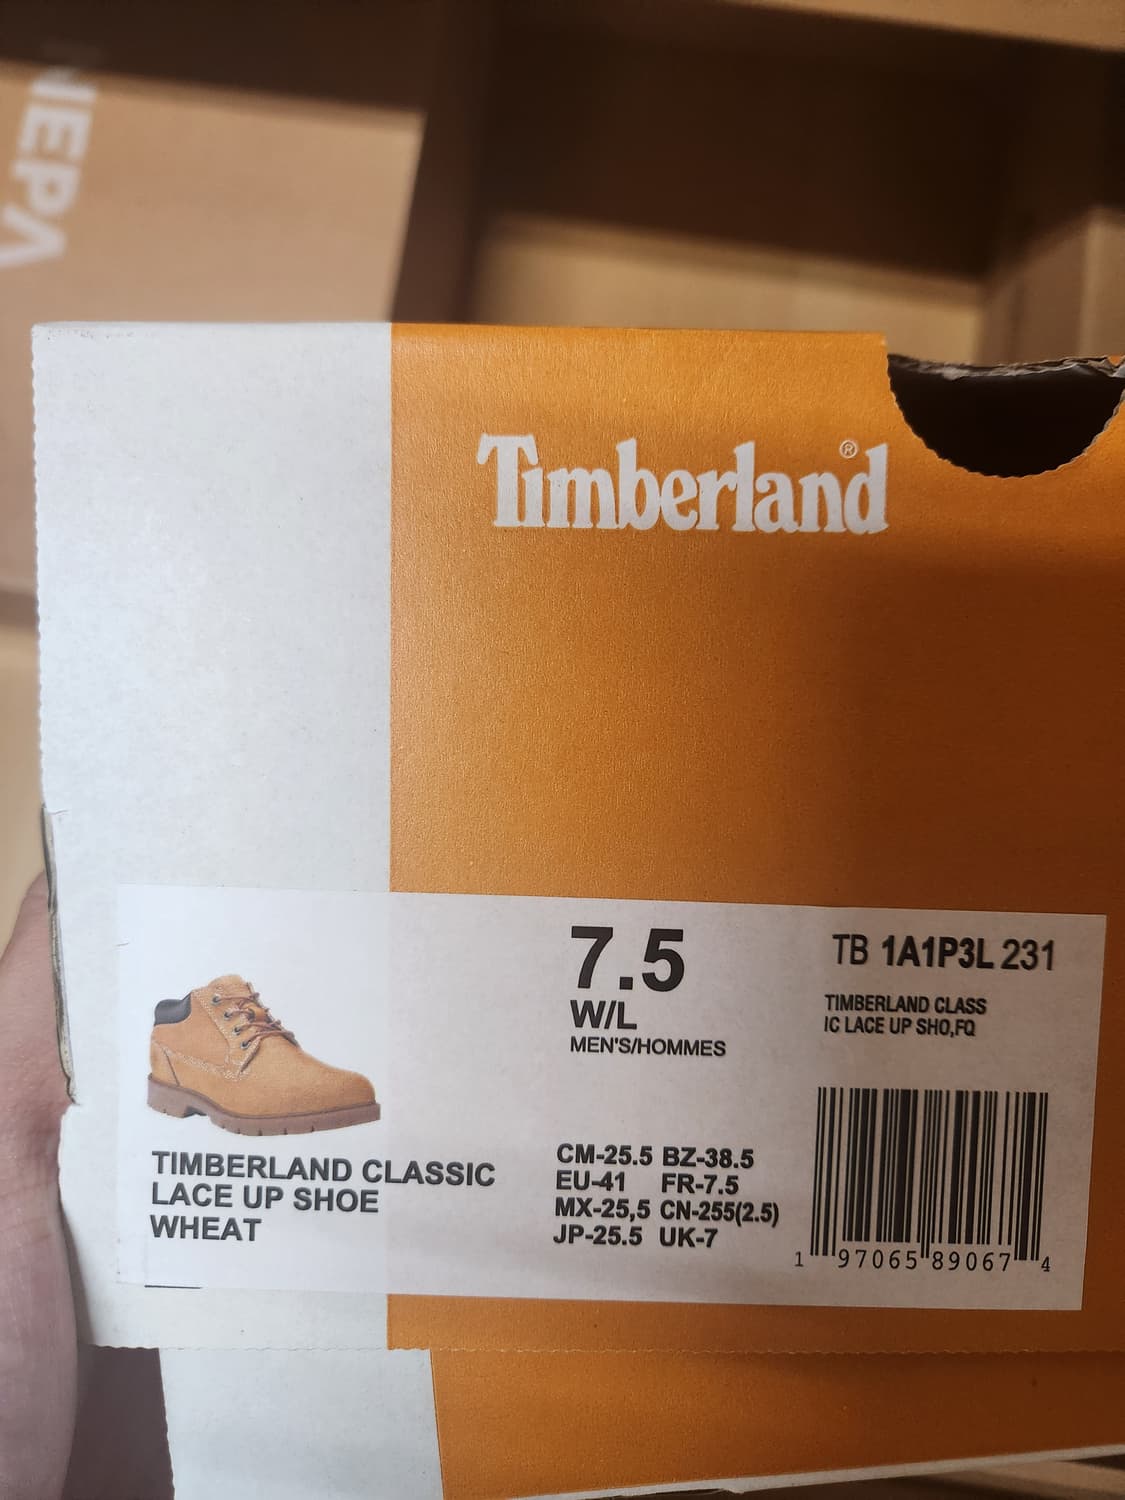 Timberland®
7.5
W/L
MEN'S/HOMMES
TB 1A1P3L 231
TIMBERLAND CLASS
IC LACE UP SHO,FQ
TIMBERLAND CLASSIC
LACE UP SHOE
WHEAT
CM-25.5 BZ-38.5
EU-41 FR-7.5
MX-25,5 CN-255(2.5)
JP-25.5 UK-7
1 97065 89067 4